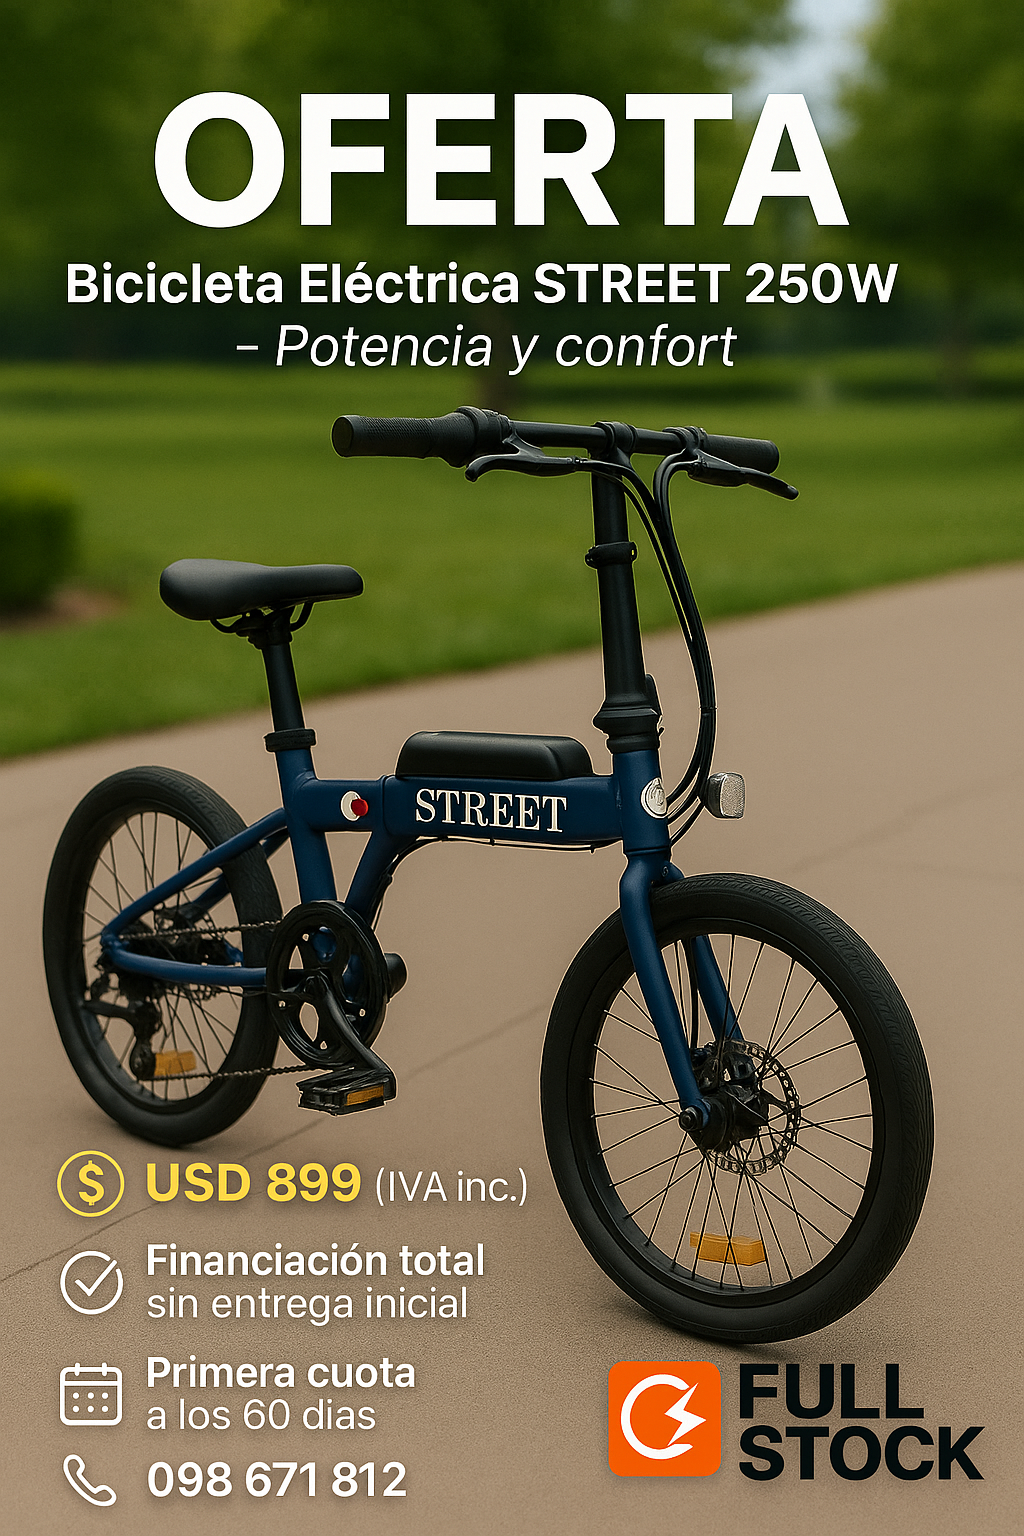 OFERTA
Bicicleta Eléctrica STREET 250W
– Potencia y confort
STREET
USD 899 (IVA inc.)
Financiación total
sin entrega inicial
Primera cuota
a los 60 dias
098 671 812
FULL
STOCK